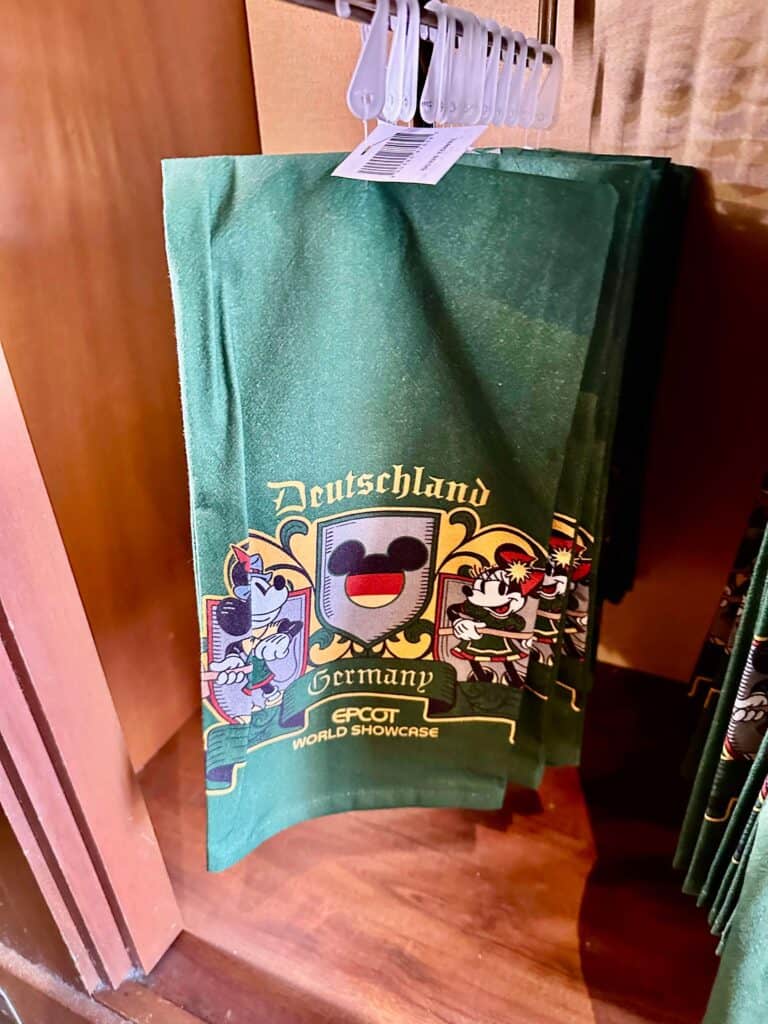 Deutschland
Germany
EPCOT
WORLD SHOWCASE